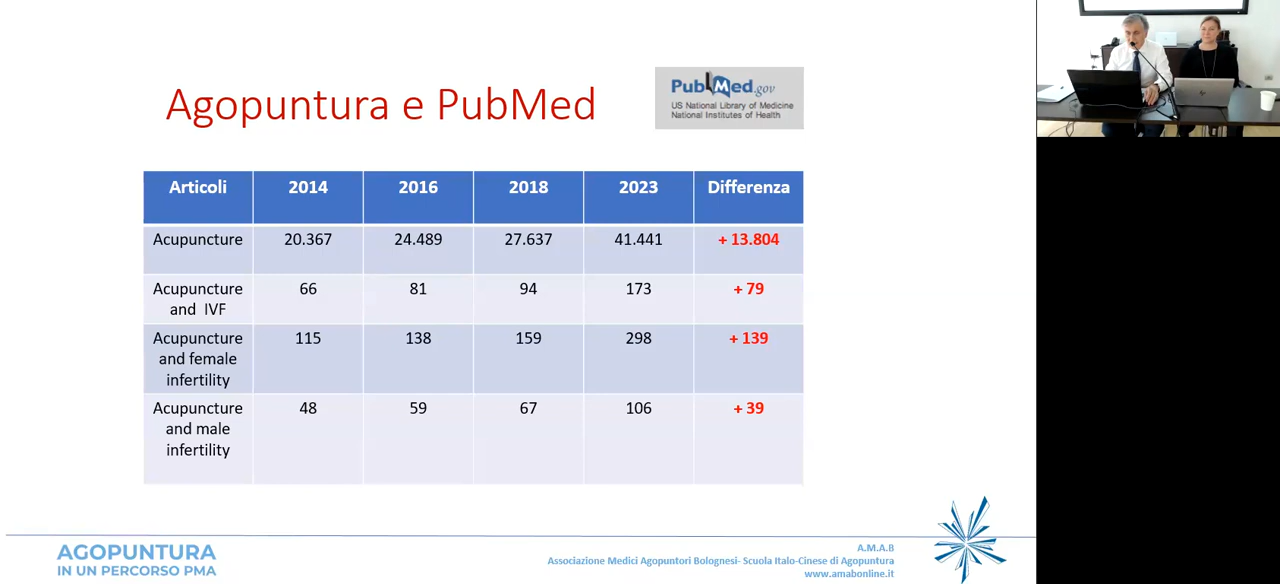 Agopuntura e PubMed
PubMed.gov
US National Library of Medicine
National Institutes of Health
Articoli 2014 2016 2018 2023 Differenza
Acupuncture 20.367 24.489 27.637 41.441 + 13.804
Acupuncture and IVF 66 81 94 173 + 79
Acupuncture and female infertility 115 138 159 298 + 139
Acupuncture and male infertility 48 59 67 106 + 39
AGOPUNTURA
IN UN PERCORSO PMA
A.M.A.B
Associazione Medici Agopuntori Bolognesi- Scuola Italo-Cinese di Agopuntura
www.amabonline.it